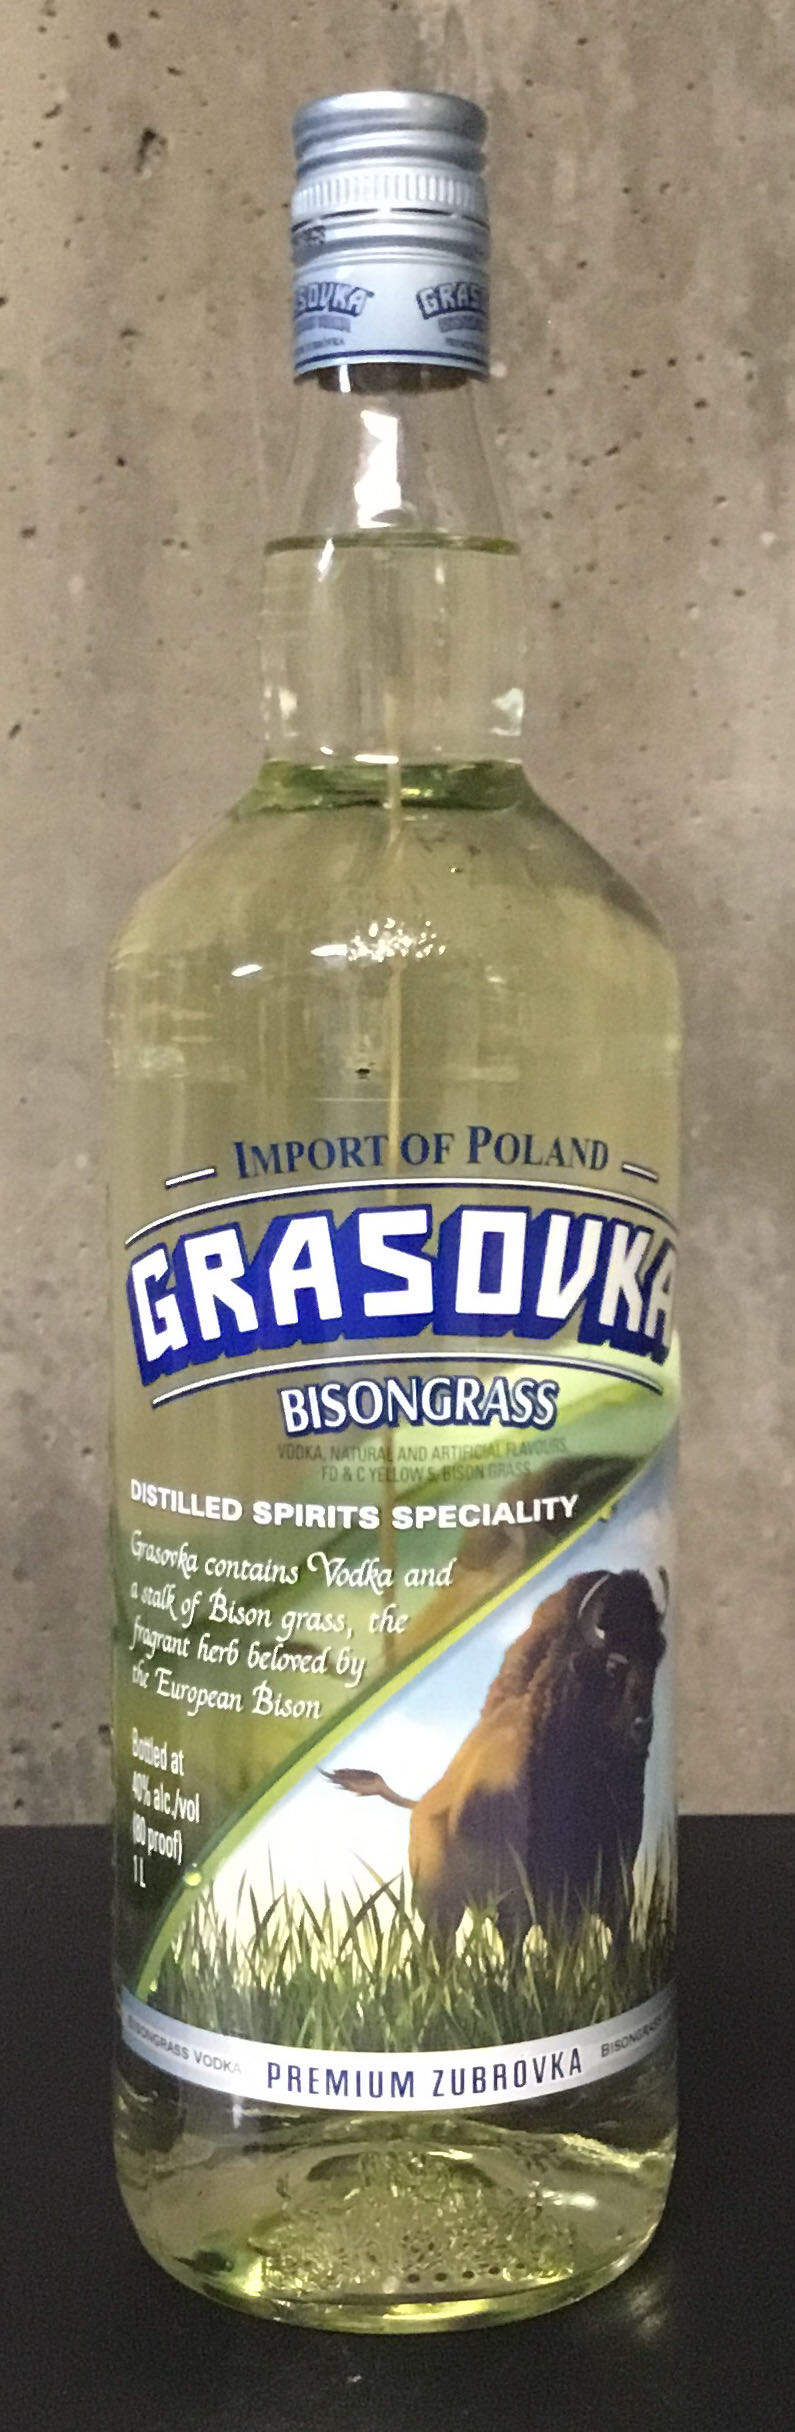 GRASOVKA
IMPORT OF POLAND
GRASOVKA
BISONGRASS
VODKA, NATURAL AND ARTIFICIAL FLAVOURS,
FD & C YELLOW 5, BISON GRASS
DISTILLED SPIRITS SPECIALITY
Grasovka contains Vodka and
a stalk of Bison grass, the
fragrant herb beloved by
the European Bison
Bottled at
40% alc./vol
(80 proof)
1 L
BISONGRASS VODKA PREMIUM ZUBRÓVKA BISONGRASS